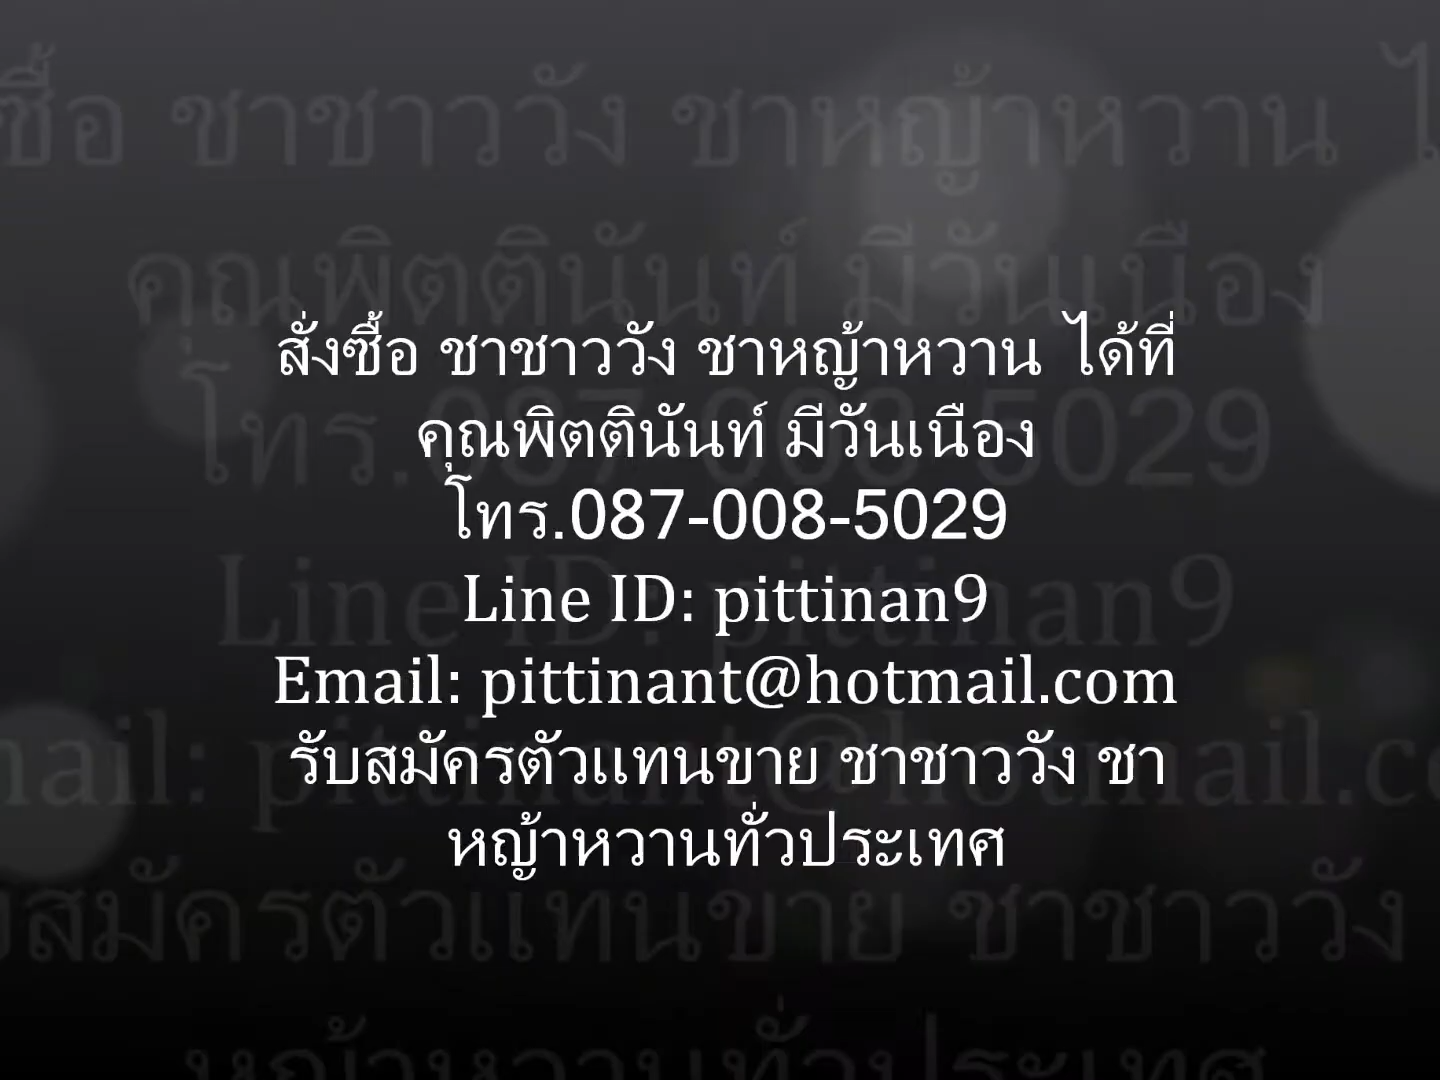 สั่งซื้อ ชาชาววัง ชาหญ้าหวาน ได้ที่
คุณพิตตินันท์ มีวันเนือง
โทร.087-008-5029
Line ID: pittinan9
Email: pittinant@hotmail.com
รับสมัครตัวแทนขาย ชาชาววัง ชา
หญ้าหวานทั่วประเทศ